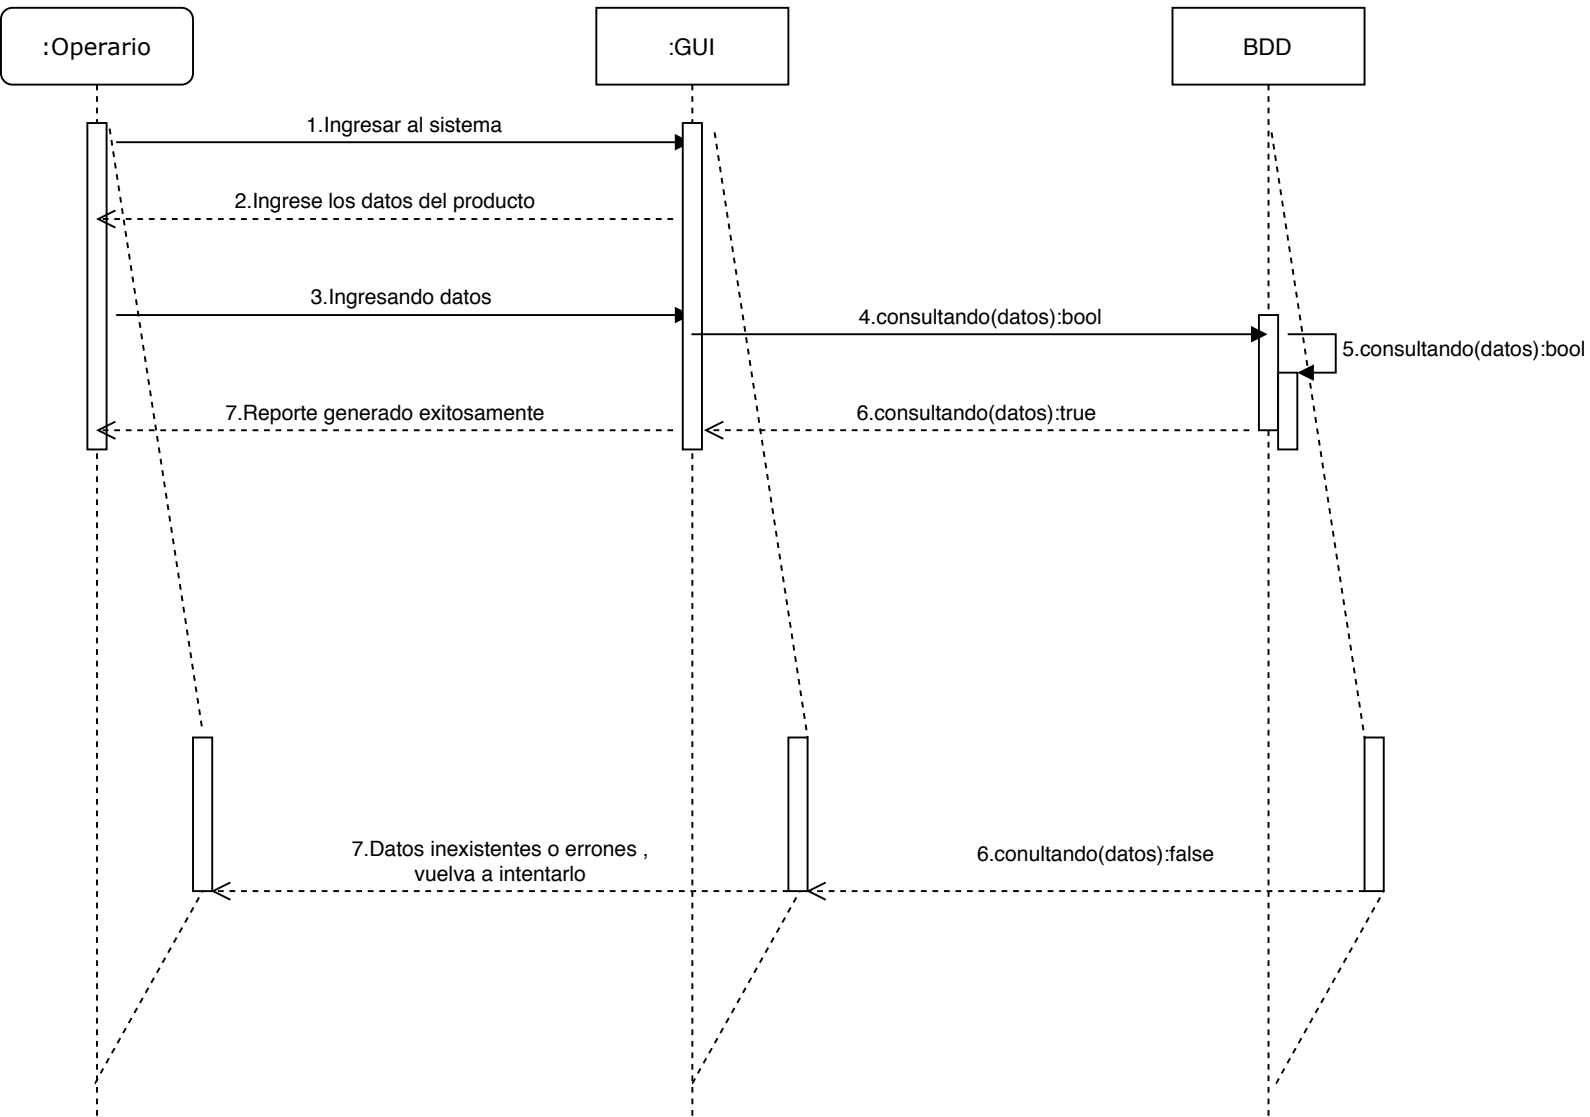 :Operario
:GUI
BDD
1.Ingresar al sistema
2.Ingrese los datos del producto
3.Ingresando datos
4.consultando(datos):bool
5.consultando(datos):bool
7.Reporte generado exitosamente
6.consultando(datos):true
7.Datos inexistentes o errones ,
vuelva a intentarlo
6.conultando(datos):false